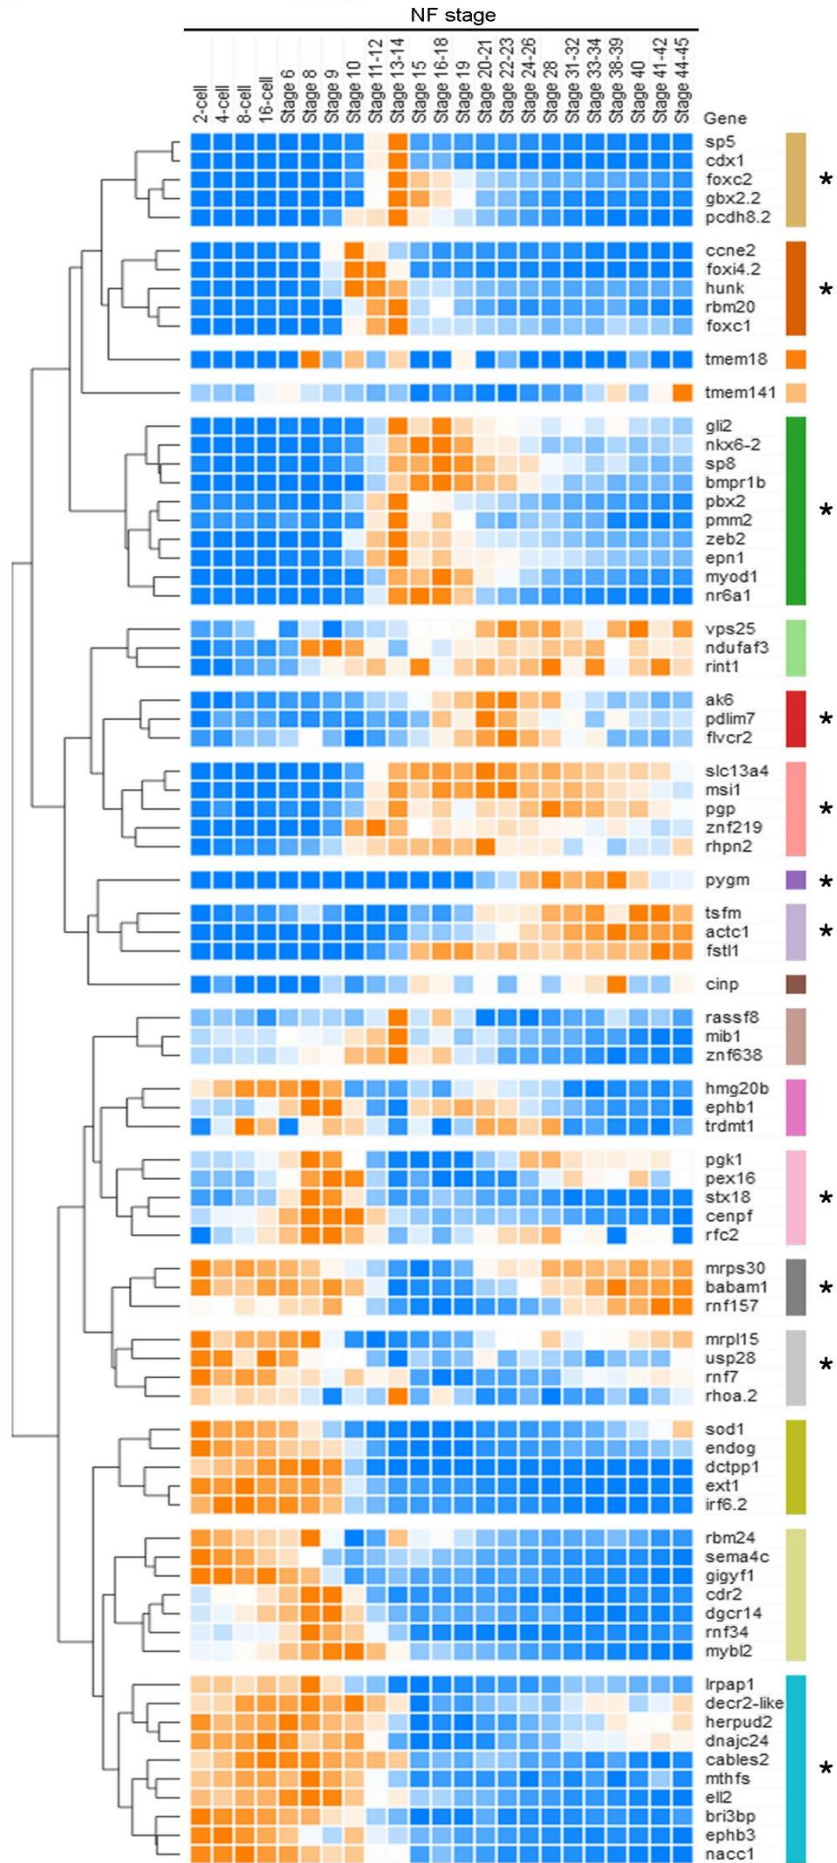 NF stage
2-cell
4-cell
8-cell
16-cell
Stage 6
Stage 8
Stage 9
Stage 10
Stage 11-12
Stage 13-14
Stage 15
Stage 16-18
Stage 19
Stage 20-21
Stage 22-23
Stage 24-26
Stage 28
Stage 31-32
Stage 33-34
Stage 38-39
Stage 40
Stage 41-42
Stage 44-45
Gene
sp5
cdx1
foxc2 *
gbx2.2
pcdh8.2
ccne2
foxi4.2
hunk *
rbm20
foxc1
tmem18
tmem141
gli2
nkx6-2
sp8
bmpr1b
pbx2 *
pmm2
zeb2
epn1
myod1
nr6a1
vps25
ndufaf3
rint1
ak6
pdlim7 *
flvcr2
slc13a4
msi1
pgp *
znf219
rhpn2
pygm *
tsfm
actc1 *
fstl1
cinp
rassf8
mib1
znf638
hmg20b
ephb1
trdmt1
pgk1
pex16
stx18 *
cenpf
rfc2
mrps30
babam1 *
rnf157
mrpl15
usp28 *
rnf7
rhoa.2
sod1
endog
dctpp1
ext1
irf6.2
rbm24
sema4c
gigyf1
cdr2
dgcr14
rnf34
mybl2
lrpap1
decr2-like
herpud2
dnajc24
cables2 *
mthfs
ell2
bri3bp
ephb3
nacc1